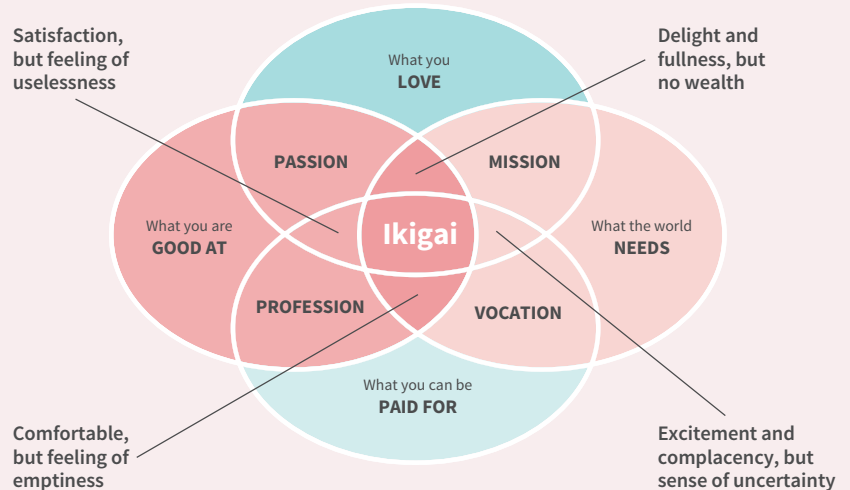 Satisfaction,
but feeling of
uselessness
Delight and
fullness, but
no wealth
What you
LOVE
PASSION
MISSION
What you are
GOOD AT
Ikigai
What the world
NEEDS
PROFESSION
VOCATION
What you can be
PAID FOR
Comfortable,
but feeling of
emptiness
Excitement and
complacency, but
sense of uncertainty